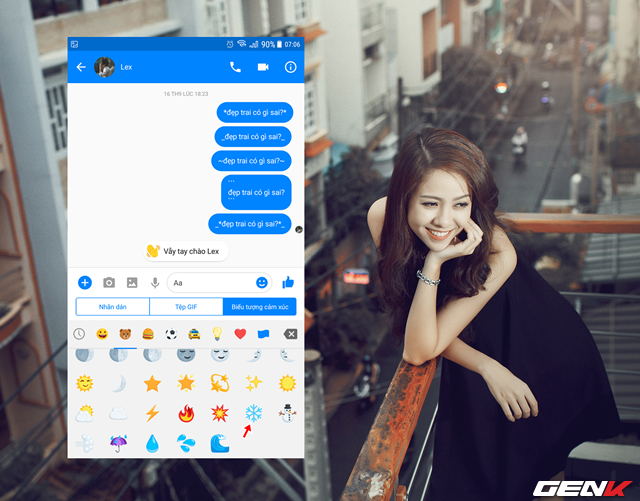 90% 07:06
Lex
16 TH9 LÚC 18:23
*đẹp trai có gì sai?*
_đẹp trai có gì sai?_
~đẹp trai có gì sai?~
```
đẹp trai có gì sai?
```
_*đẹp trai có gì sai?*_
Vẫy tay chào Lex
Aa
Nhãn dán
Tệp GIF
Biểu tượng cảm xúc
GENK